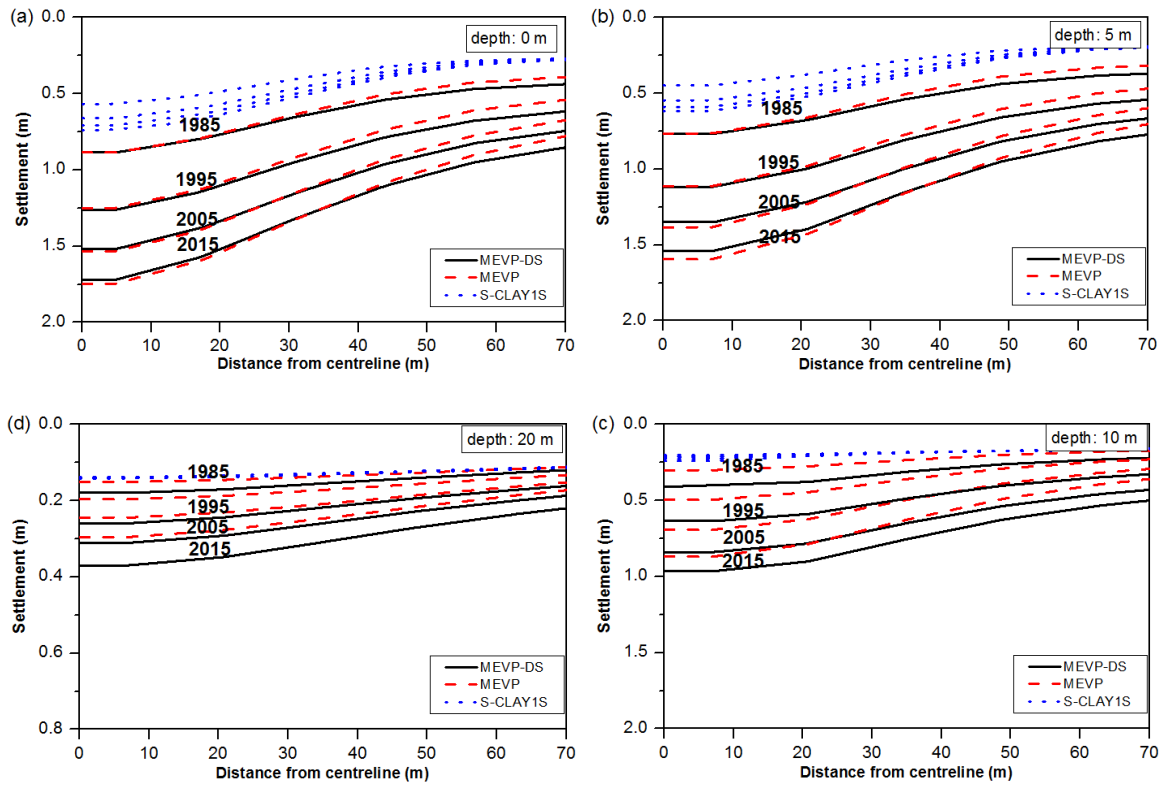 (a)
depth: 0 m
0.0
0.5
1.0
1.5
2.0
Settlement (m)
1985
1995
2005
2015
MEVP-DS
MEVP
S-CLAY1S
0 10 20 30 40 50 60 70
Distance from centreline (m)
(b)
depth: 5 m
0.0
0.5
1.0
1.5
2.0
Settlement (m)
1985
1995
2005
2015
MEVP-DS
MEVP
S-CLAY1S
0 10 20 30 40 50 60 70
Distance from centreline (m)
(d)
depth: 20 m
0.0
0.2
0.4
0.6
0.8
Settlement (m)
1985
1995
2005
2015
MEVP-DS
MEVP
S-CLAY1S
0 10 20 30 40 50 60 70
Distance from centreline (m)
(c)
depth: 10 m
0.0
0.5
1.0
1.5
2.0
Settlement (m)
1985
1995
2005
2015
MEVP-DS
MEVP
S-CLAY1S
0 10 20 30 40 50 60 70
Distance from centreline (m)